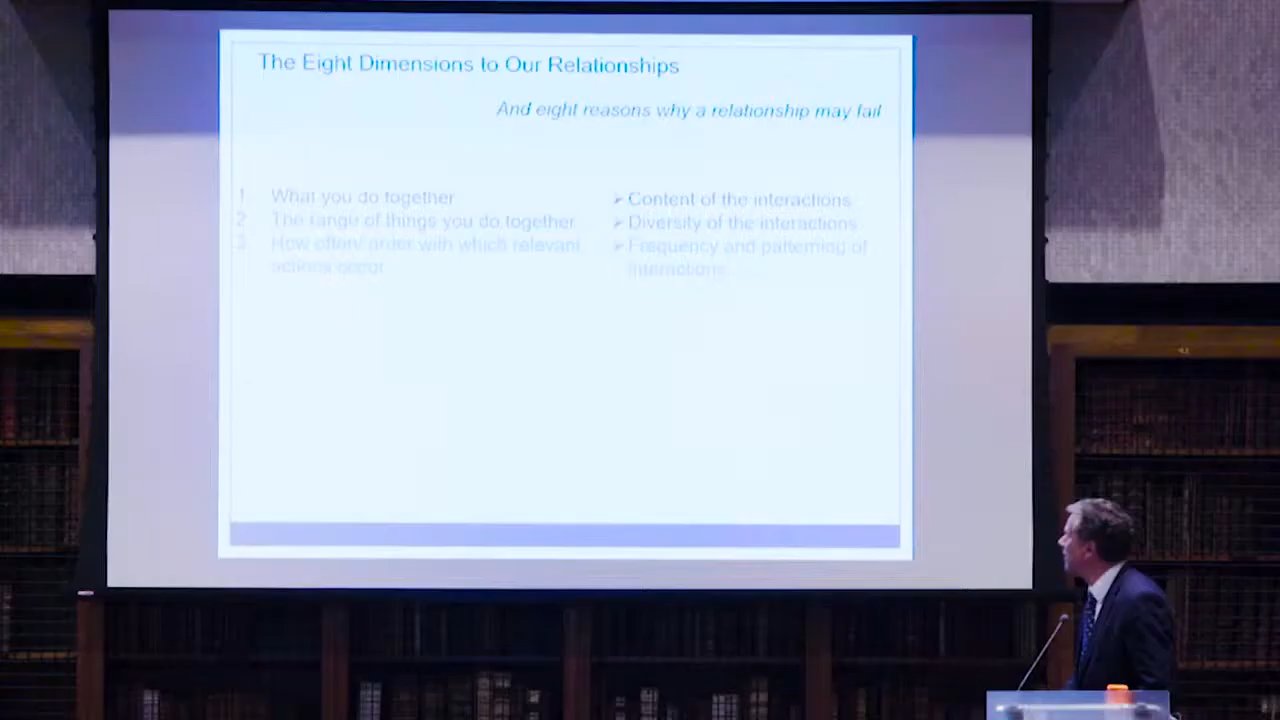 The Eight Dimensions to Our Relationships
And eight reasons why a relationship may fail
1. What you do together
2. The range of things you do together
3. How often/ order with which relevant
actions occur
➢ Content of the interactions
➢ Diversity of the interactions
➢ Frequency and patterning of
interactions